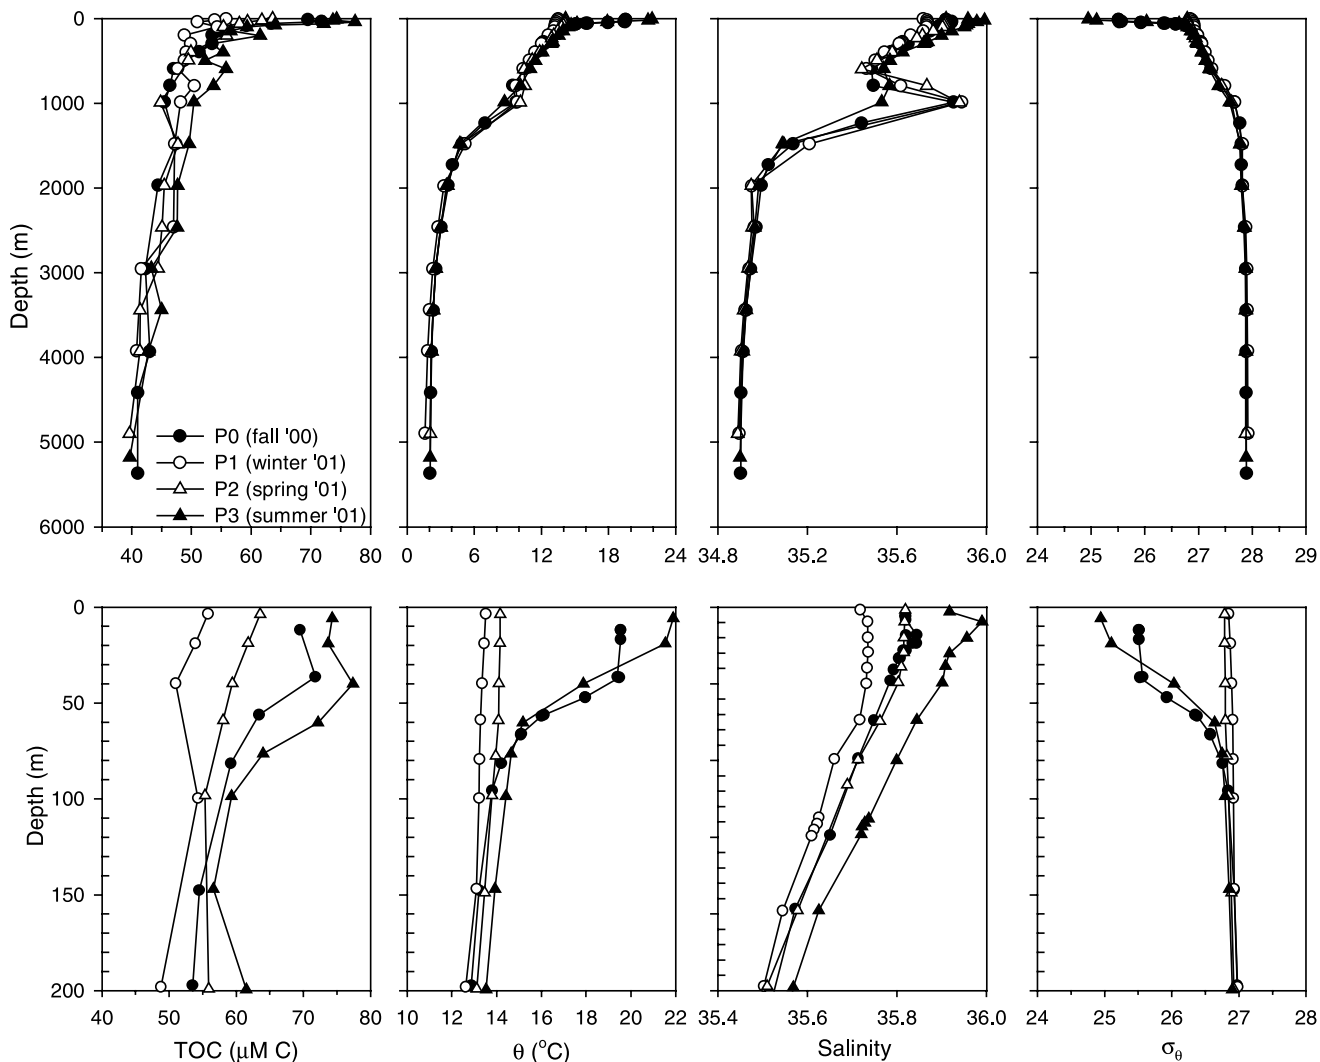 0
1000
2000
3000
4000
5000
6000
Depth (m)
P0 (fall '00)
P1 (winter '01)
P2 (spring '01)
P3 (summer '01)
40 50 60 70 80
0 6 12 18 24
34.8 35.2 35.6 36.0
24 25 26 27 28 29
0
50
100
150
200
Depth (m)
40 50 60 70 80
10 12 14 16 18 20 22
35.4 35.6 35.8 36.0
24 25 26 27 28
TOC (μM C)
θ (°C)
Salinity
σθ